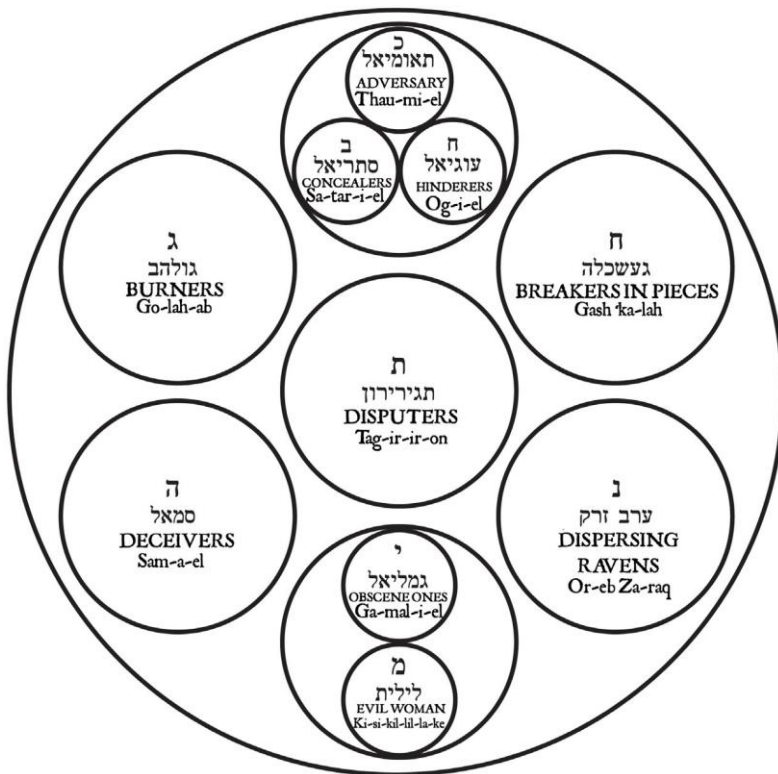 כ
תאומיאל
ADVERSARY
Thau-mi-el
ב
סתריאל
CONCEALERS
Sa-tar-i-el
ח
עוגיאל
HINDERERS
Og-i-el
ג
גולהב
BURNERS
Go-lah-ab
ח
געשכלה
BREAKERS IN PIECES
Gash 'ka-lah
ת
תגירירון
DISPUTERS
Tag-ir-ir-on
ה
סמאל
DECEIVERS
Sam-a-el
נ
ערב זרק
DISPERSING
RAVENS
Or-eb Za-raq
י
גמליאל
OBSCENE ONES
Ga-mal-i-el
מ
לילית
EVIL WOMAN
Ki-si-kil-lil-la-ke